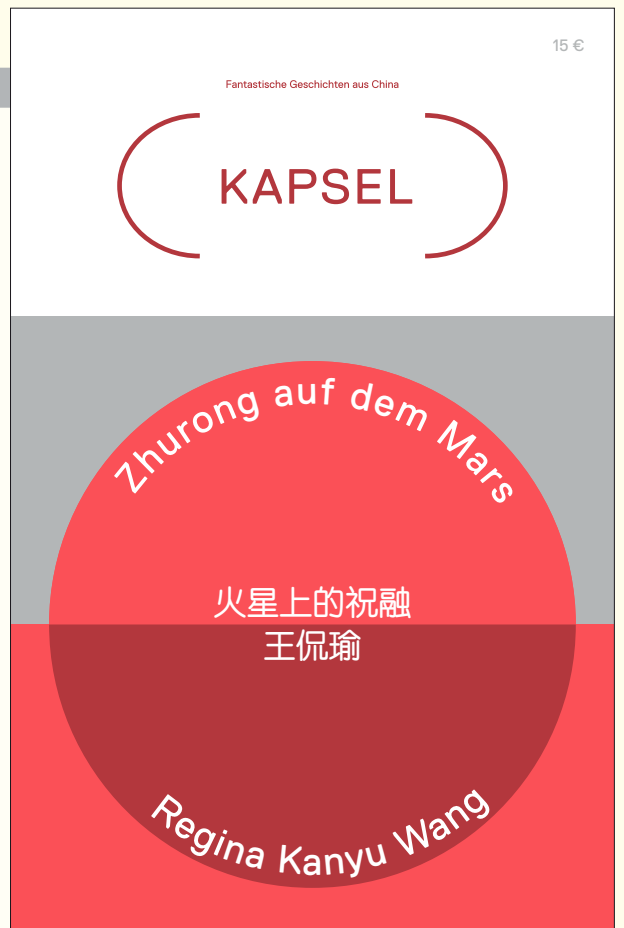 15 €
Fantastische Geschichten aus China
KAPSEL
Zhurong auf dem Mars
火星上的祝融
王侃瑜
Regina Kanyu Wang